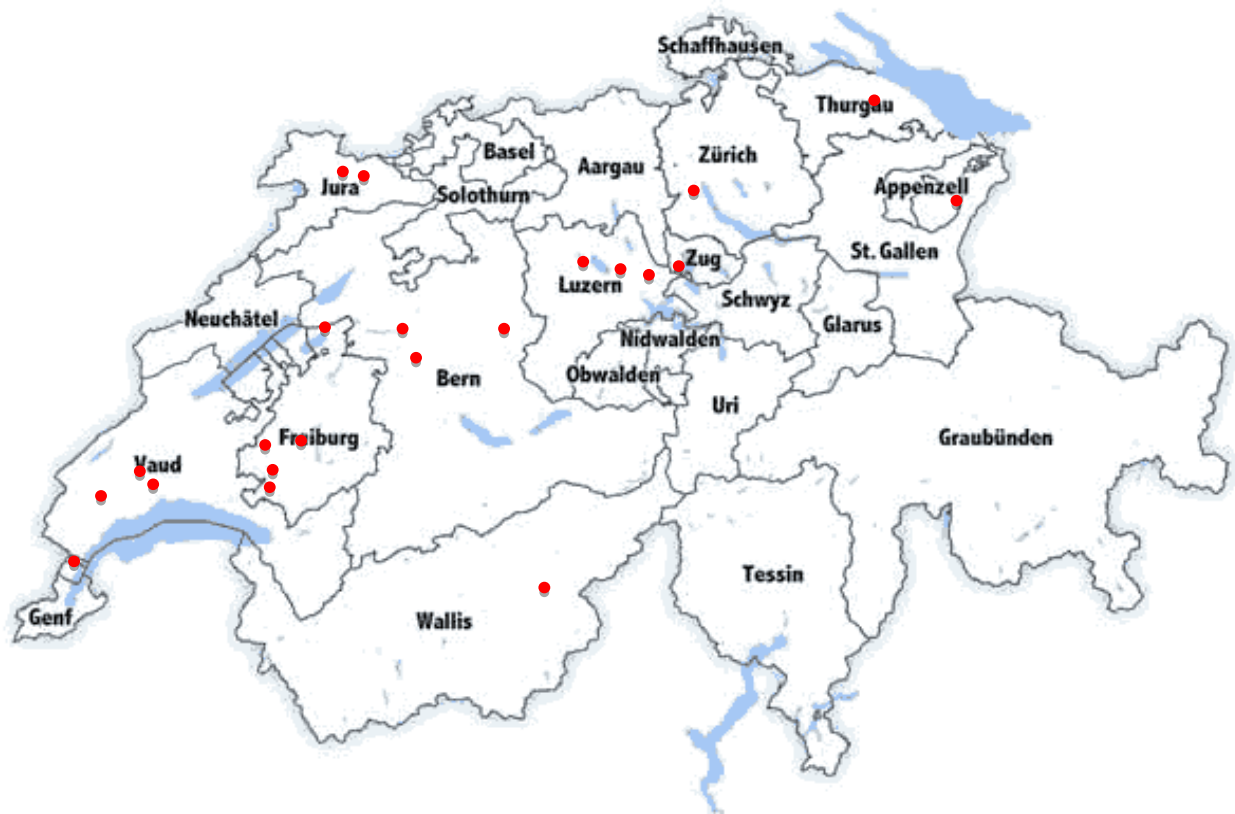 Schaffhausen
Thurgau
Basel
Zürich
Aargau
Jura
Solothurn
Appenzell
St. Gallen
Zug
Luzern
Schwyz
Neuchâtel
Glarus
Nidwalden
Obwalden
Bern
Uri
Freiburg
Graubünden
Vaud
Tessin
Genf
Wallis